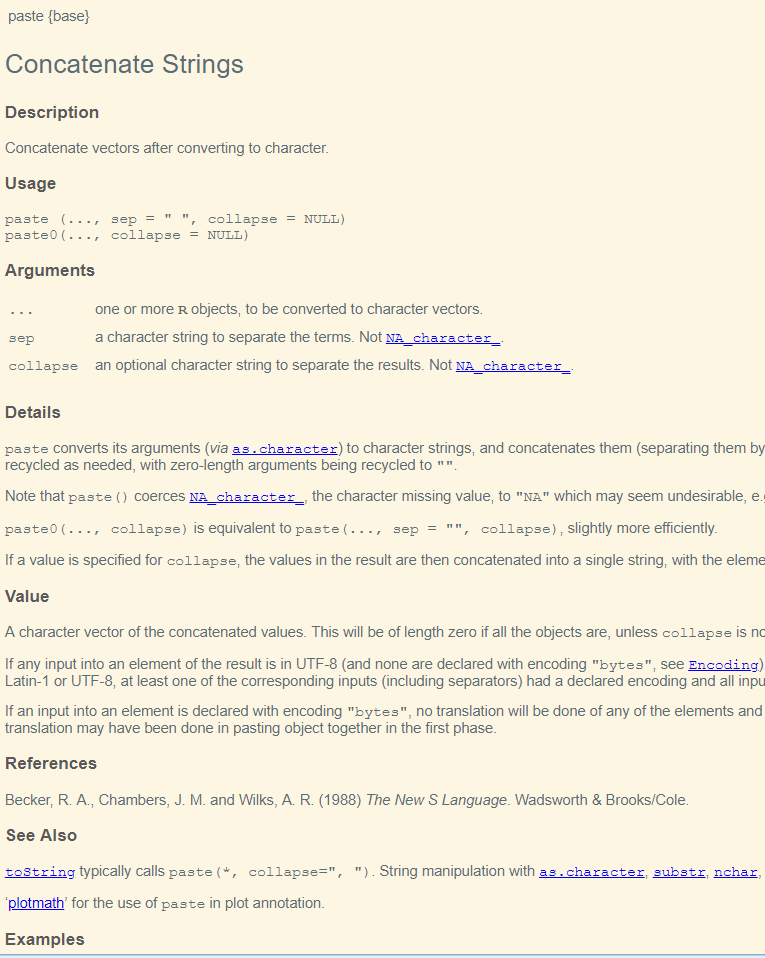 paste {base}
Concatenate Strings
Description
Concatenate vectors after converting to character.
Usage
paste (..., sep = " ", collapse = NULL)
paste0(..., collapse = NULL)
Arguments
... one or more R objects, to be converted to character vectors.
sep a character string to separate the terms. Not NA_character_.
collapse an optional character string to separate the results. Not NA_character_.
Details
paste converts its arguments (via as.character) to character strings, and concatenates them (separating them by
recycled as needed, with zero-length arguments being recycled to "".
Note that paste() coerces NA_character_, the character missing value, to "NA" which may seem undesirable, e.g
paste0(..., collapse) is equivalent to paste(..., sep = "", collapse), slightly more efficiently.
If a value is specified for collapse, the values in the result are then concatenated into a single string, with the eleme
Value
A character vector of the concatenated values. This will be of length zero if all the objects are, unless collapse is no
If any input into an element of the result is in UTF-8 (and none are declared with encoding "bytes", see Encoding)
Latin-1 or UTF-8, at least one of the corresponding inputs (including separators) had a declared encoding and all inpu
If an input into an element is declared with encoding "bytes", no translation will be done of any of the elements and
translation may have been done in pasting object together in the first phase.
References
Becker, R. A., Chambers, J. M. and Wilks, A. R. (1988) The New S Language. Wadsworth & Brooks/Cole.
See Also
toString typically calls paste(*, collapse=", "). String manipulation with as.character, substr, nchar,
‘plotmath’ for the use of paste in plot annotation.
Examples